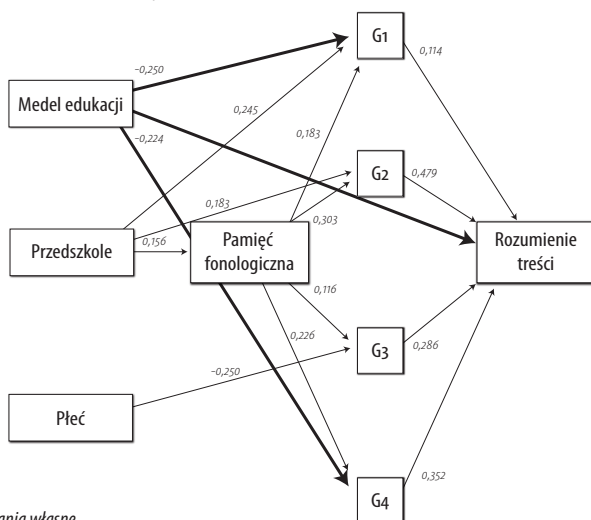 G1
-0,250
0,114
Medel edukacji
0,245
-0,224
0,183
G2
0,479
0,183
0,303
Przedszkole
0,156
Pamięć
fonologiczna
Rozumienie
treści
0,116
0,226
G3
0,286
-0,250
Płeć
0,352
G4